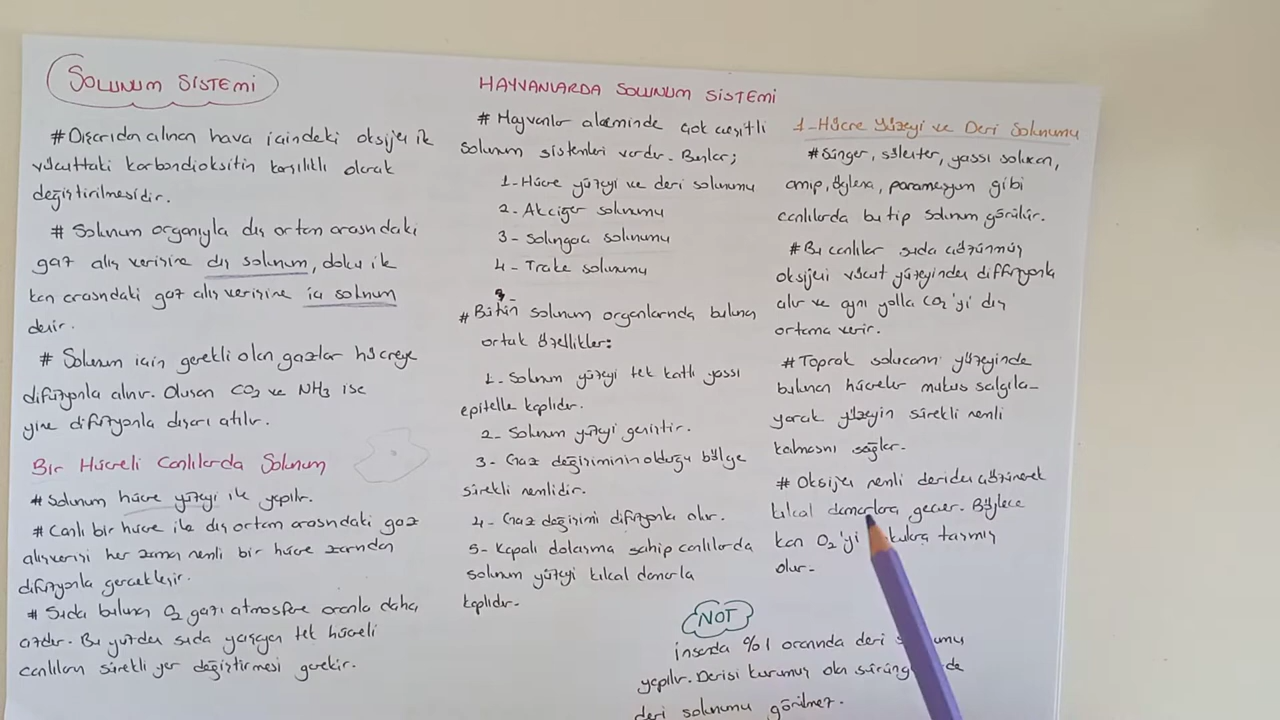 SOLUNUM SİSTEMİ
# Dışarıdan alınan hava içindeki oksijen ile
vücuttaki karbondioksitin karşılıklı olarak
değiştirilmesidir.
# Solunum organıyla dış ortam arasındaki
gaz alış verişine dış solunum, doku ile
kan arasındaki gaz alış verişine iç solunum
denir.
# Solunum için gerekli olan gazlar hücreye
difüzyonla alınır. Oluşan CO2 ve NH3 ise
yine difüzyonla dışarı atılır.
Bir Hücreli Canlılarda Solunum
# Solunum hücre yüzeyi ile yapılır.
# Canlı bir hücre ile dış ortam arasındaki gaz
alışverişi her zaman nemli bir hücre zarından
difüzyonla gerçekleşir.
# Suda bulunan O2 gazı atmosfere oranla daha
azdır. Bu yüzden suda yaşayan tek hücreli
canlıların sürekli yer değiştirmesi gerekir.
HAYVANLARDA SOLUNUM SİSTEMİ
# Hayvanlar aleminde çok çeşitli
solunum sistemleri vardır. Bunlar;
1-Hücre yüzeyi ve deri solunumu
2- Akciğer solunumu
3- Solungaç solunumu
4- Trake solunumu
# Bütün solunum organlarında bulunan
ortak özellikler:
1- Solunum yüzeyi tek katlı yassı
epitelle kaplıdır.
2- Solunum yüzeyi geniştir.
3- Gaz değişiminin olduğu bölge
sürekli nemlidir.
4- Gaz değişimi difüzyonla olur.
5- Kapalı dolaşıma sahip canlılarda
solunum yüzeyi kılcal damarla
kaplıdır.
1-Hücre Yüzeyi ve Deri Solunumu
# Sünger, sölenter, yassı solucan,
amip, öglena, paramesyum gibi
canlılarda bu tip solunum görülür.
# Bu canlılar suda çözünmüş
oksijeni vücut yüzeyinden difüzyonla
alır ve aynı yolla CO2'yi dış
ortama verir.
# Toprak solucanın yüzeyinde
bulunan hücreler mukus salgıla-
yarak yüzeyin sürekli nemli
kalmasını sağlar.
# Oksijen nemli deriden çözünerek
kılcal damarlara geçer. Böylece
kan O2'yi taşımış
olur.
NOT
İnsanda %1 oranında deri
yapılır. Derisi kurumuş olan
deri solunumu görülmez.